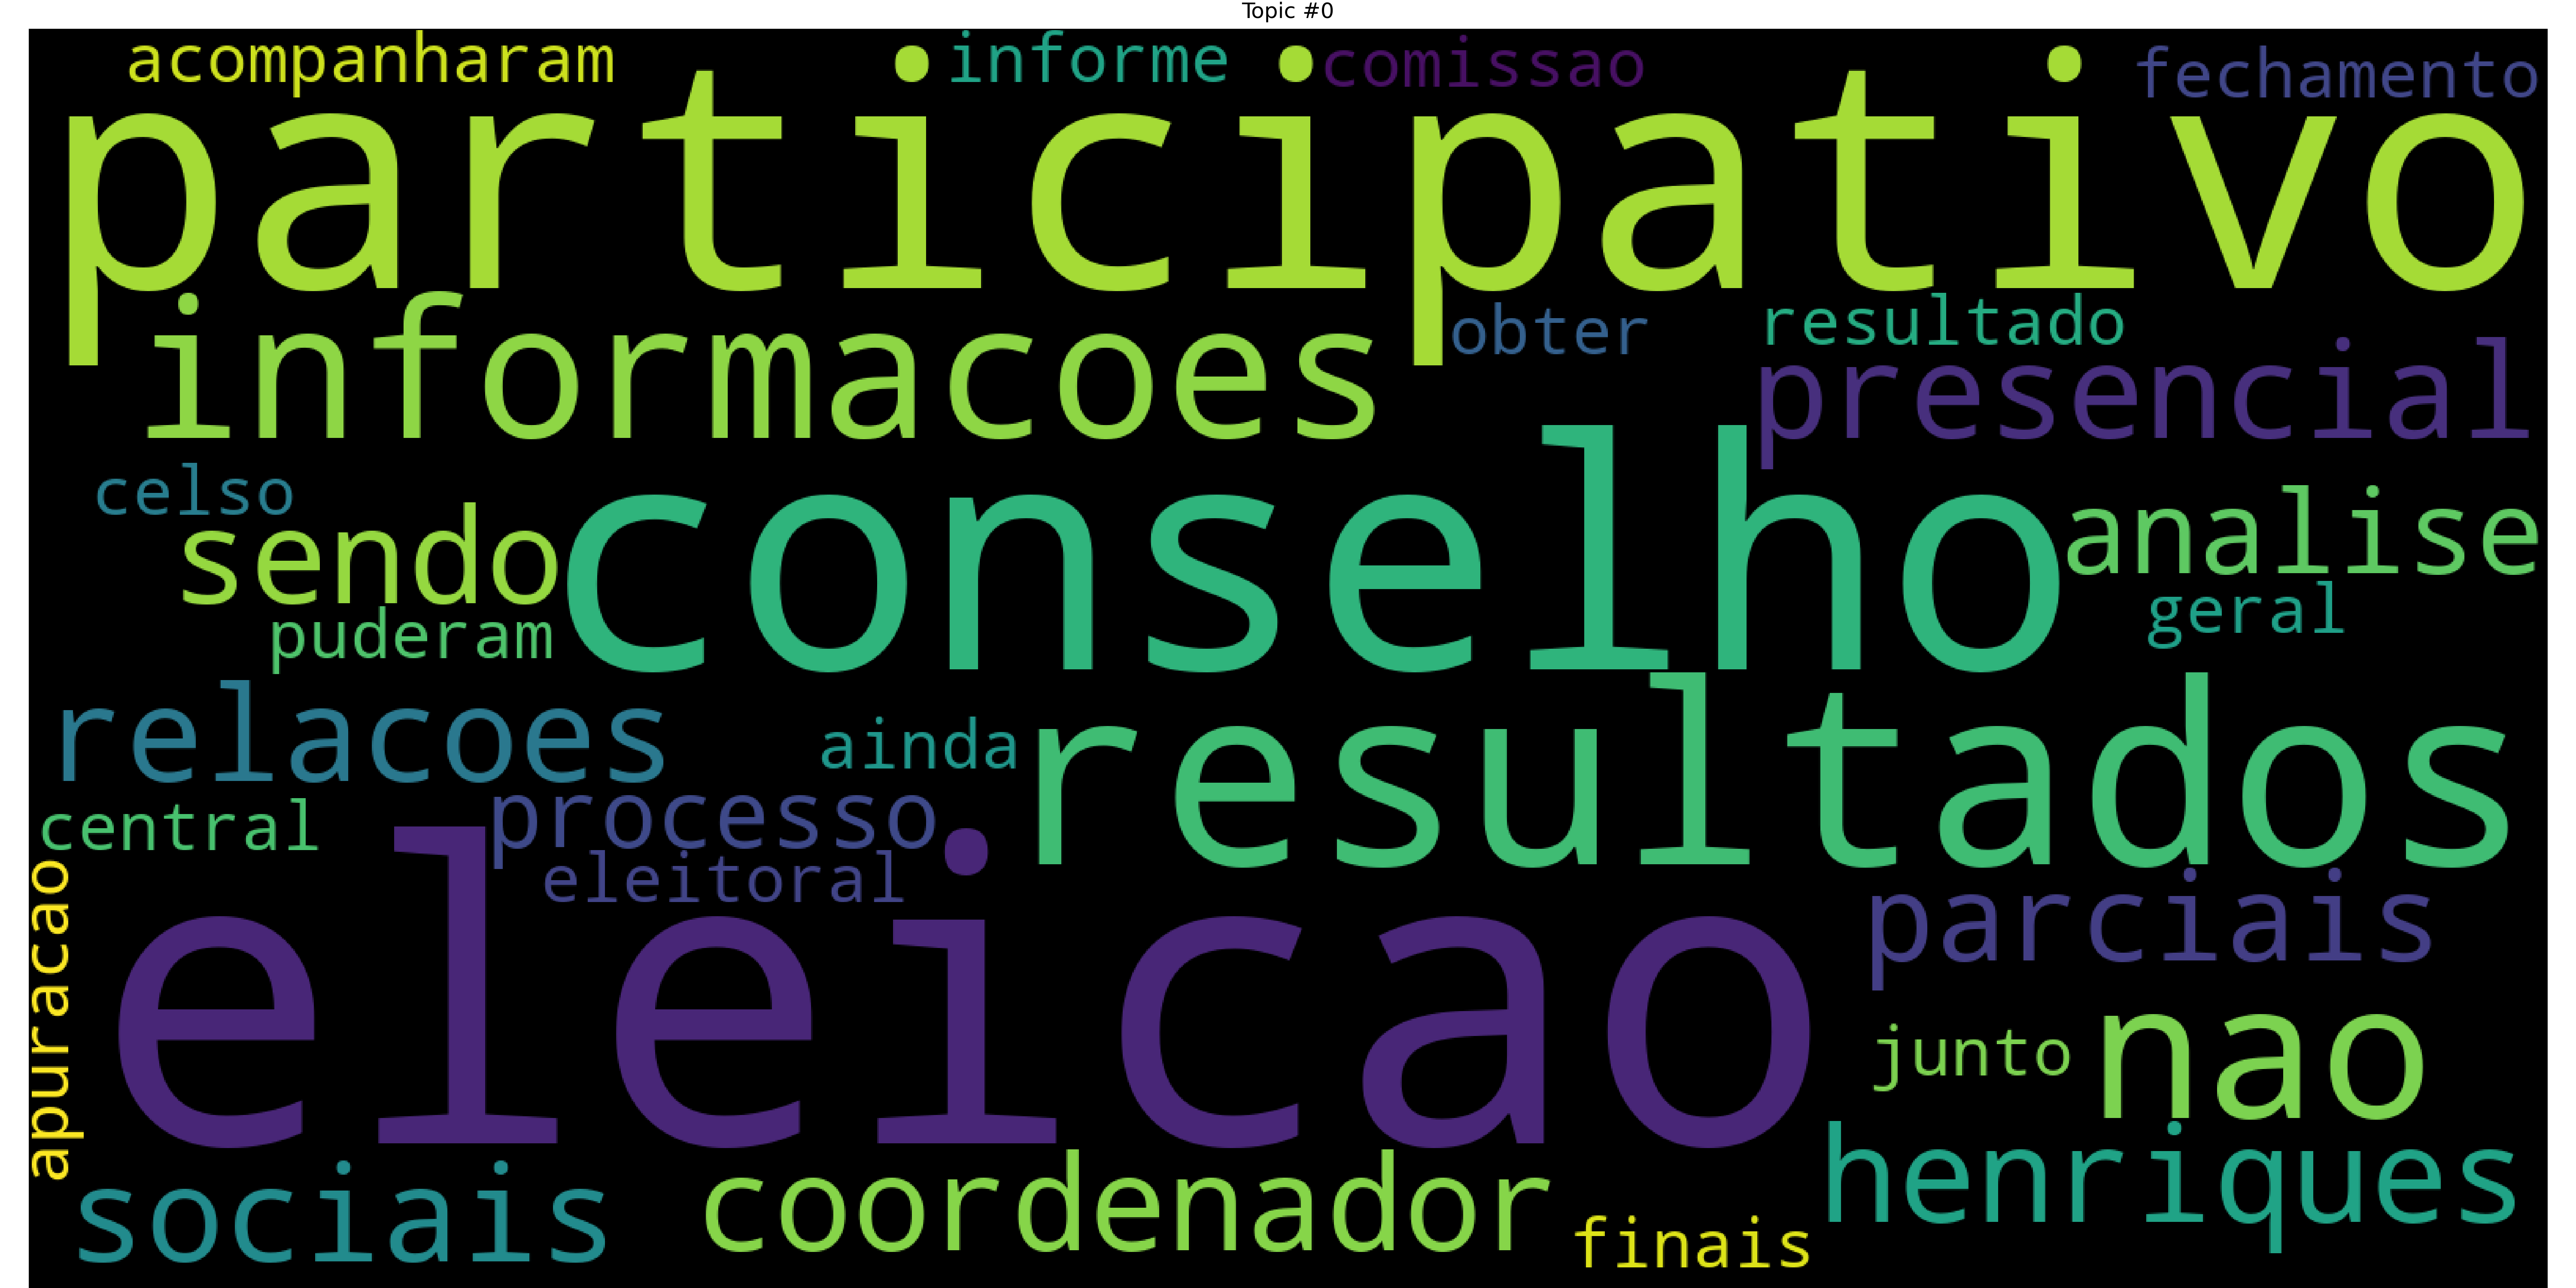 Topic #0
acompanharam informe comissao fechamento
participativo
informacoes obter resultado
presencial
celso
sendo conselho analise
puderam geral
relacoes ainda resultados
central processo
eleitoral
apuracao eleicao parciais
junto nao
sociais coordenador finais henriques